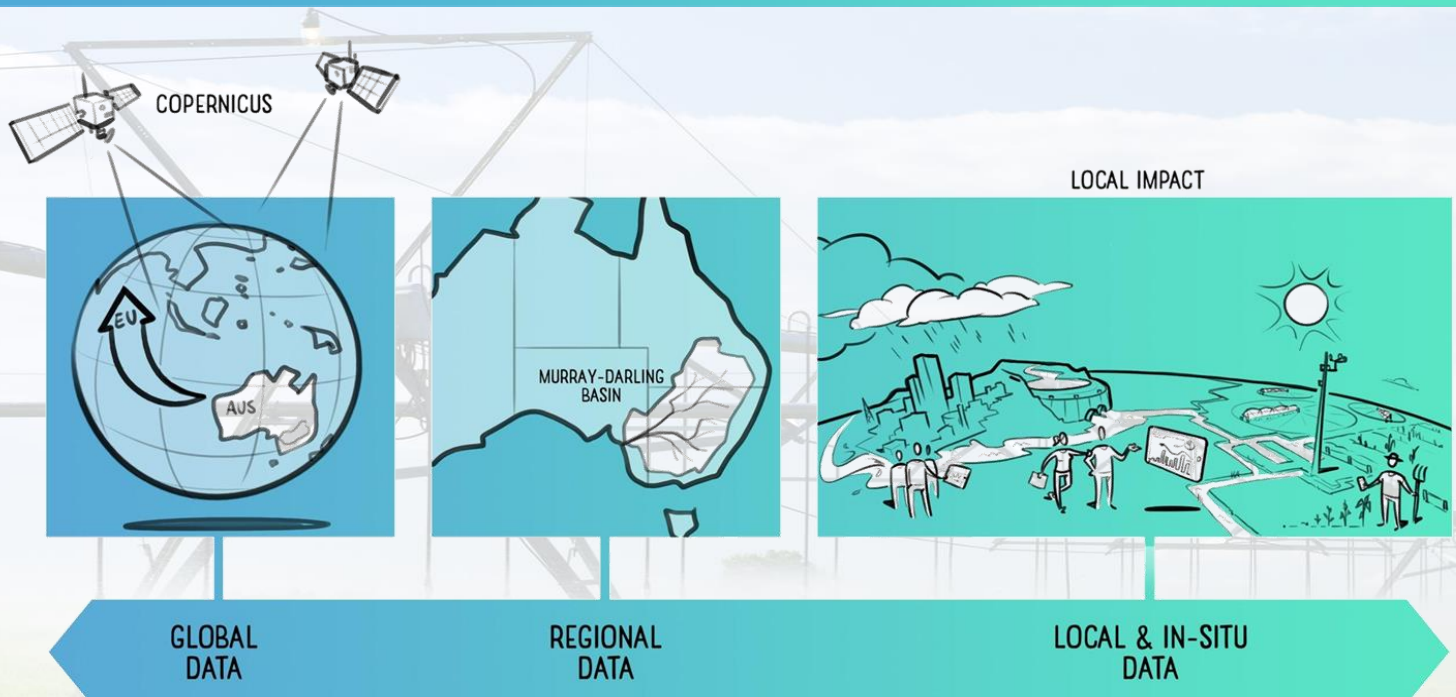 COPERNICUS
EU
AUS
MURRAY-DARLING
BASIN
LOCAL IMPACT
GLOBAL
DATA
REGIONAL
DATA
LOCAL & IN-SITU
DATA